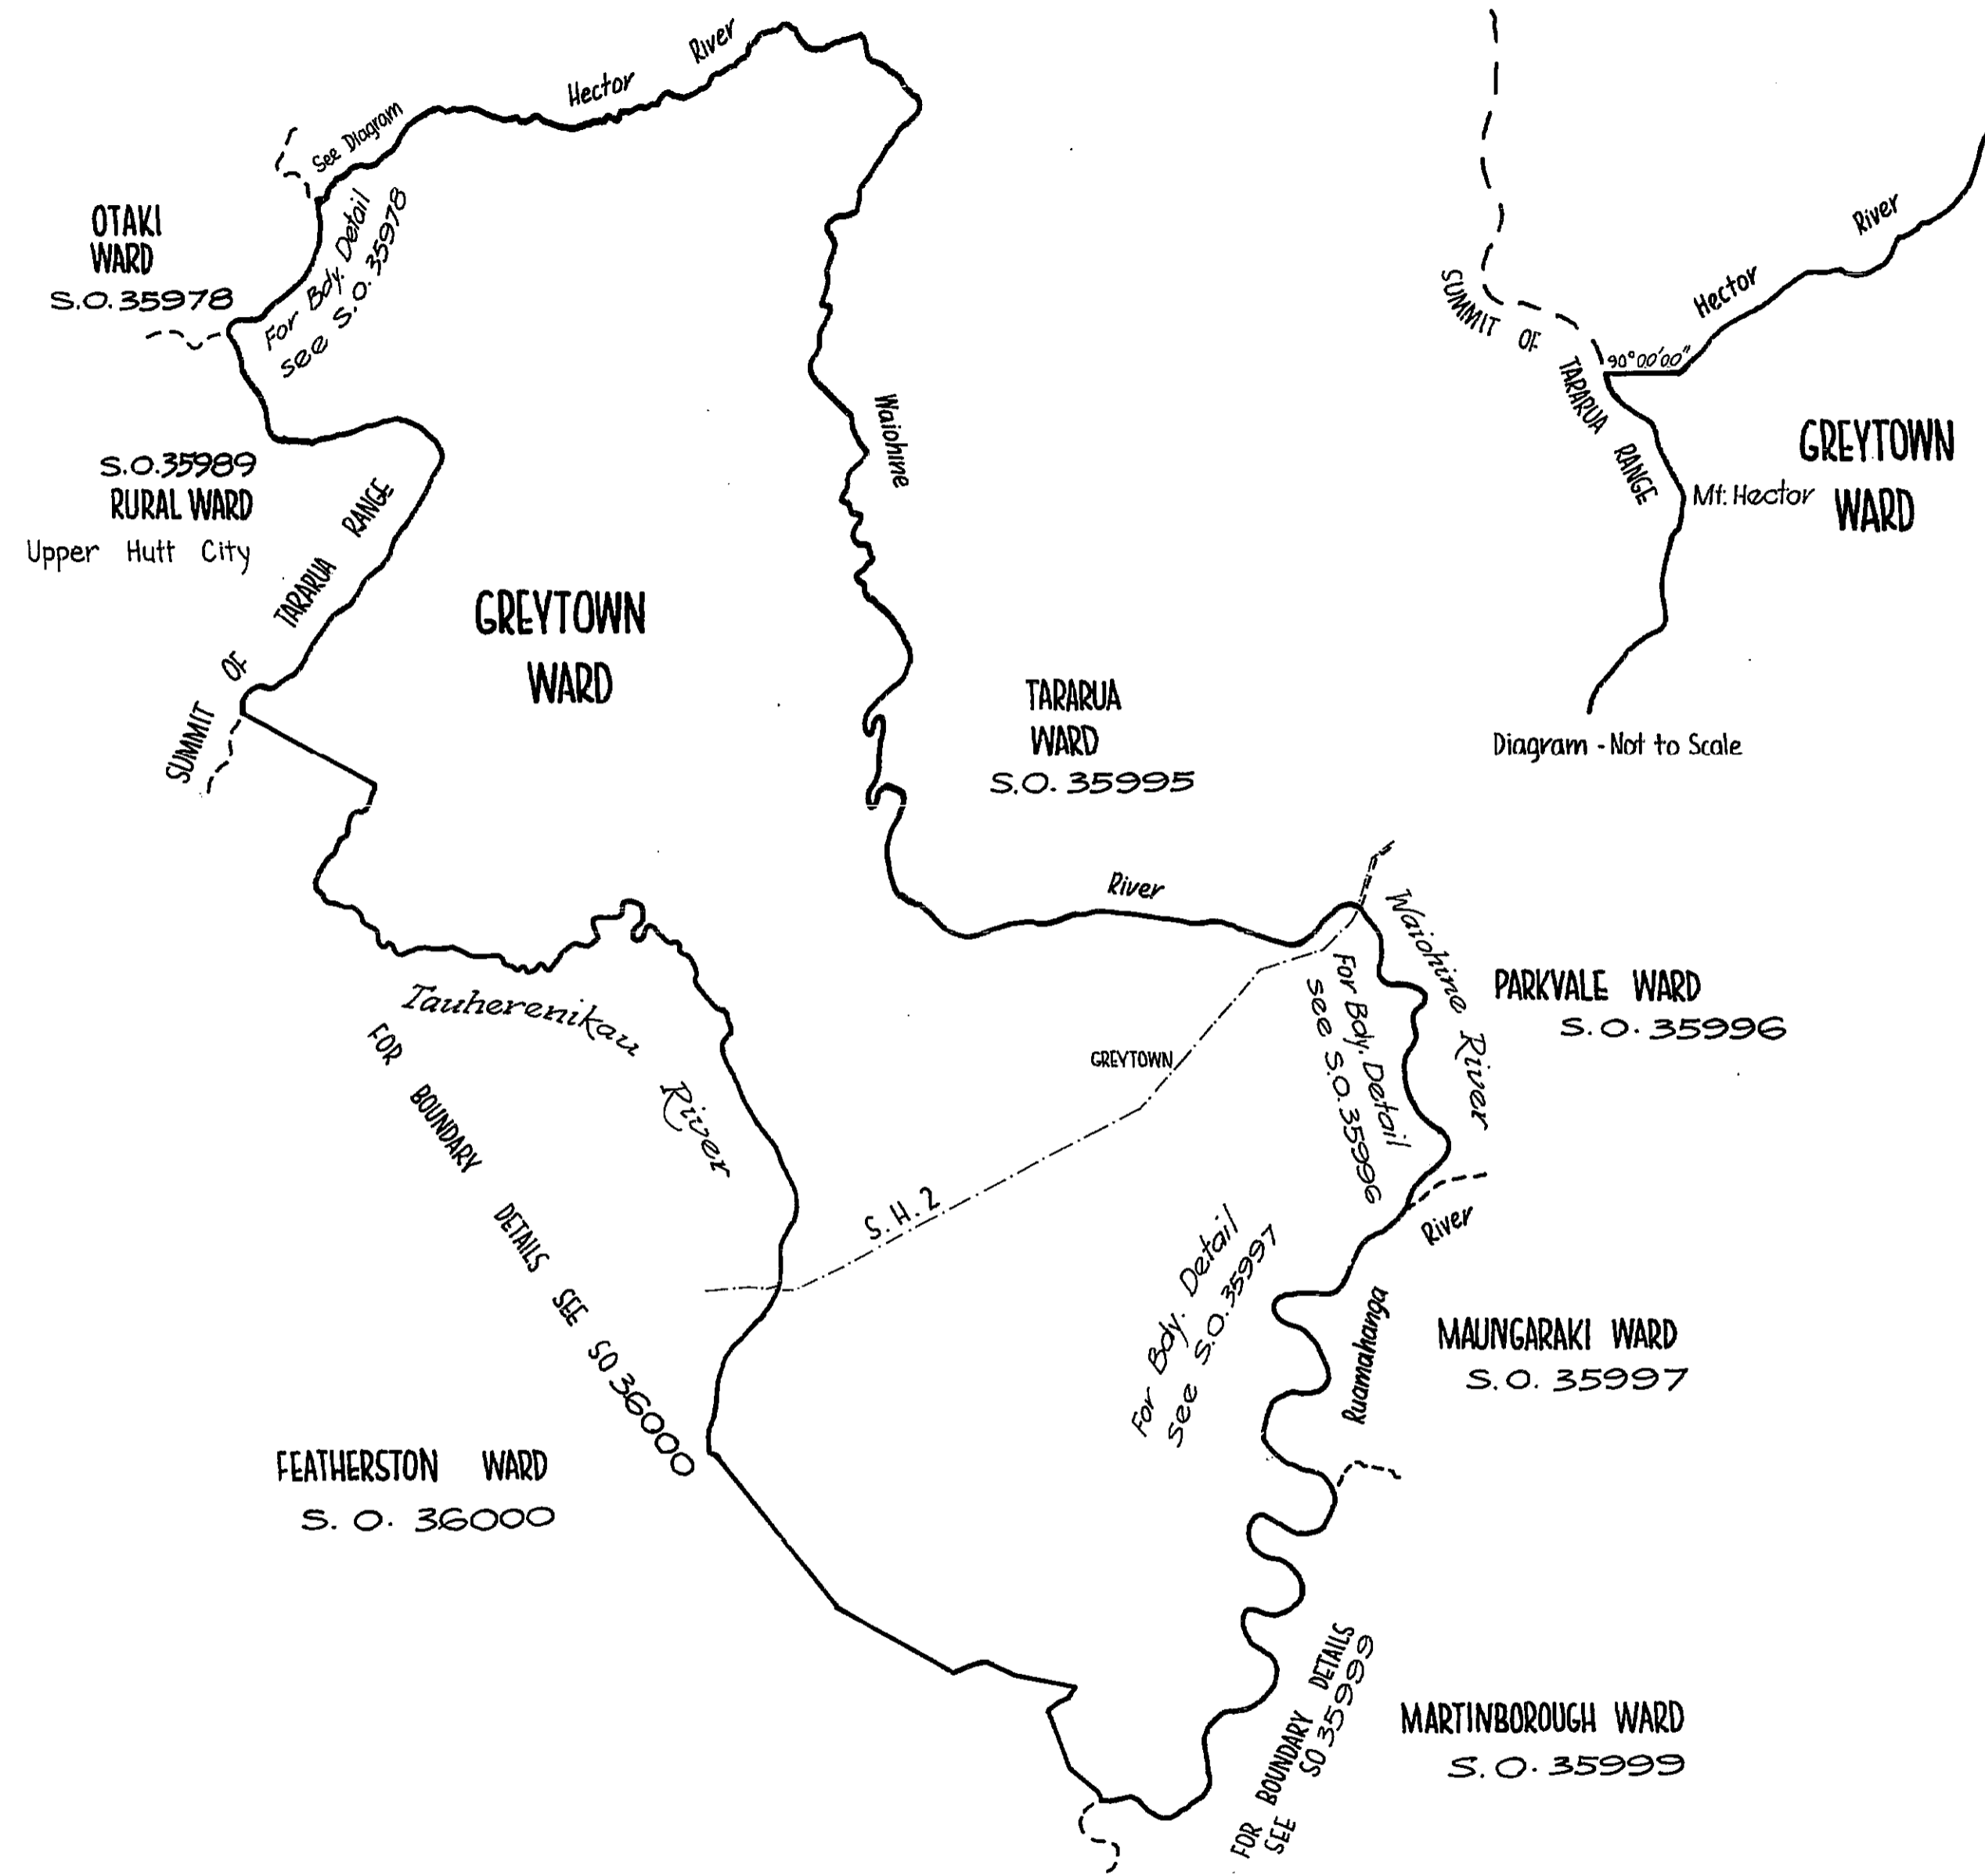 Hector River
See Diagram
For Bdy. Detail
see S.O. 35978
OTAKI
WARD
S.O. 35978
S.O. 35989
RURAL WARD
Upper Hutt City
SUMMIT OF TARARUA RANGE
GREYTOWN
WARD
Waiohine
River
TARARUA
WARD
S.O. 35995
SUMMIT OF TARARUA RANGE
Hector River
90°00'00"
Mt. Hector
GREYTOWN
WARD
Diagram - Not to Scale
Waiohine River
For Bdy. Detail
see S.O. 35996
PARKVALE WARD
S.O. 35996
Tauherenikau River
FOR BOUNDARY DETAILS SEE SO 36000
GREYTOWN
S.H.2
River
Ruamahanga
For Bdy. Detail
see S.O. 35997
MAUNGARAKI WARD
S.O. 35997
FEATHERSTON WARD
S.O. 36000
FOR BOUNDARY DETAILS
SEE SO 35999
MARTINBOROUGH WARD
S.O. 35999